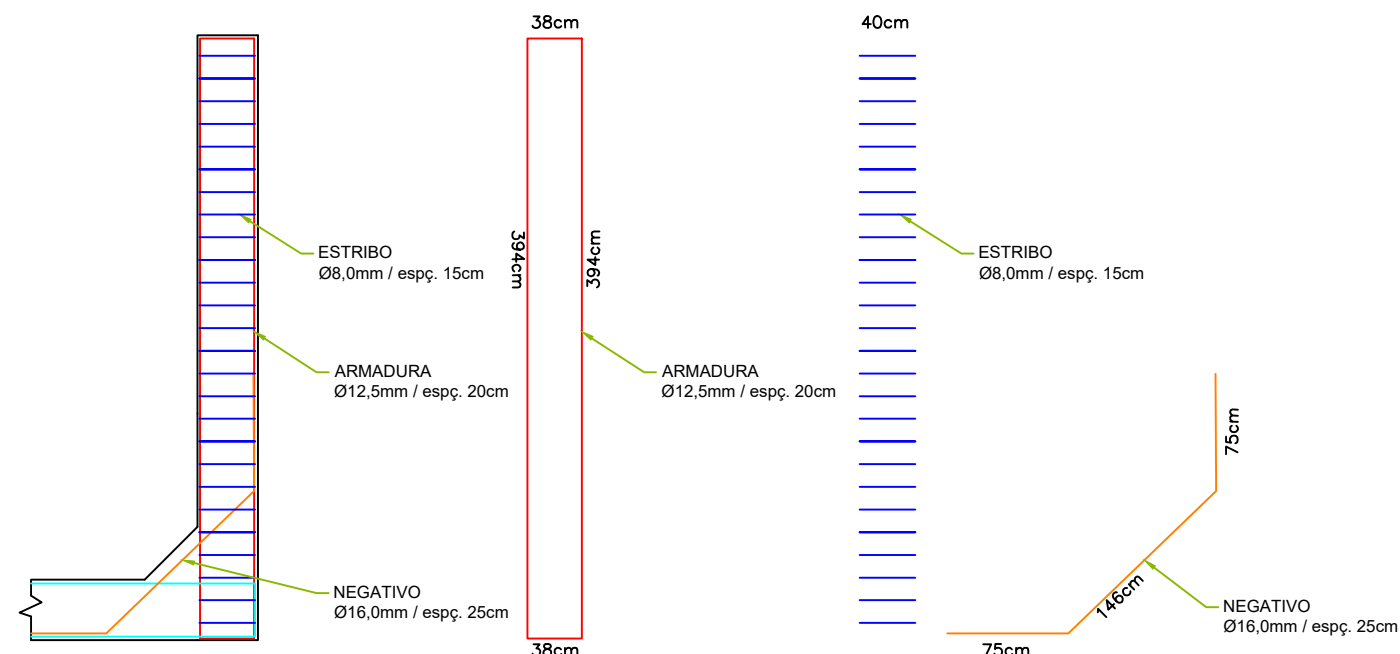 38cm
40cm
ESTRIBO
Ø8,0mm / espç. 15cm
394cm
394cm
ESTRIBO
Ø8,0mm / espç. 15cm
ARMADURA
Ø12,5mm / espç. 20cm
ARMADURA
Ø12,5mm / espç. 20cm
75cm
NEGATIVO
Ø16,0mm / espç. 25cm
146cm
NEGATIVO
Ø16,0mm / espç. 25cm
38cm
75cm